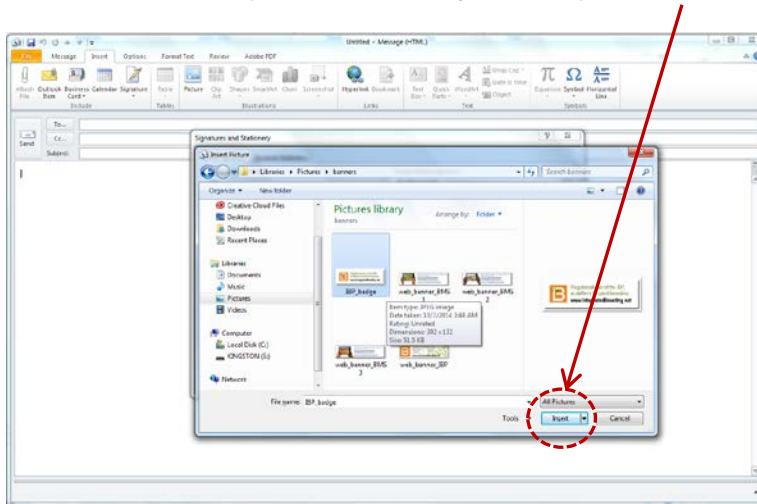 Untitled - Message (HTML)
File Message Insert Options Format Text Review Adobe PDF
Attach File Outlook Item Business Card Calendar Signature Table Picture Clip Art Shapes SmartArt Chart Screenshot Hyperlink Bookmark Text Box Quick Parts WordArt Drop Cap Date & Time Object Equation Symbol Horizontal Line
Include Tables Illustrations Links Text Symbols
To...
Send
Cc...
Subject:
Signatures and Stationery
Insert Picture
Libraries Pictures banners
Search banners
Organize New folder
Creative Cloud Files
Desktop
Downloads
Recent Places
Libraries
Documents
Music
Pictures
Videos
Computer
Local Disk (C:)
KINGSTON (G:)
Network
Pictures library
banners
Arrange by: Folder
IBP_badge
web_banner_BMS
web_banner_BMS
2
Item type: JPEG image
Rating: Unrated
web_banner_BMS
3
web_banner_IBP
File name: IBP_badge
All Pictures
Tools
Insert
Cancel